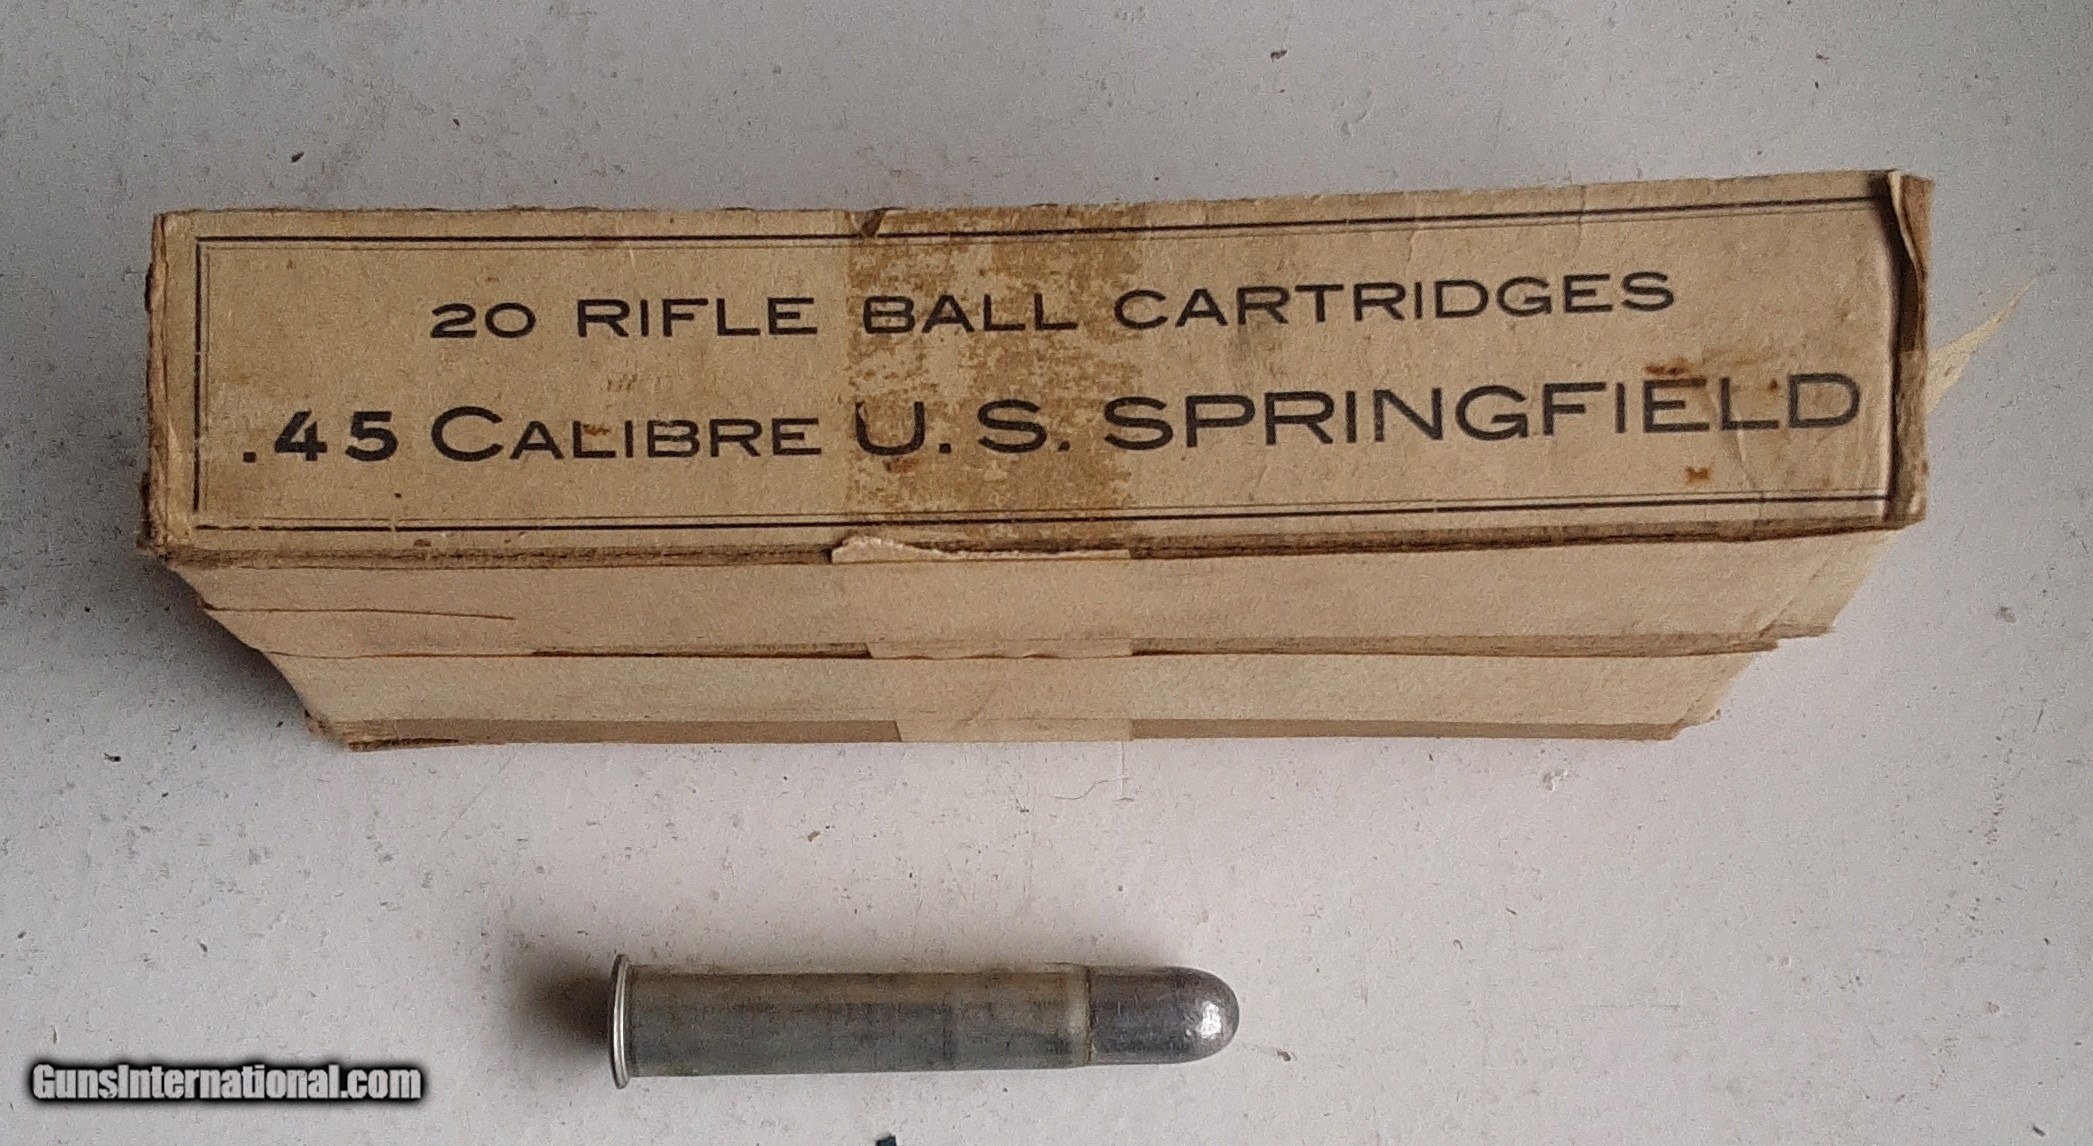 20 RIFLE BALL CARTRIDGES
.45 CALIBRE U.S. SPRINGFIELD
GunsInternational.com